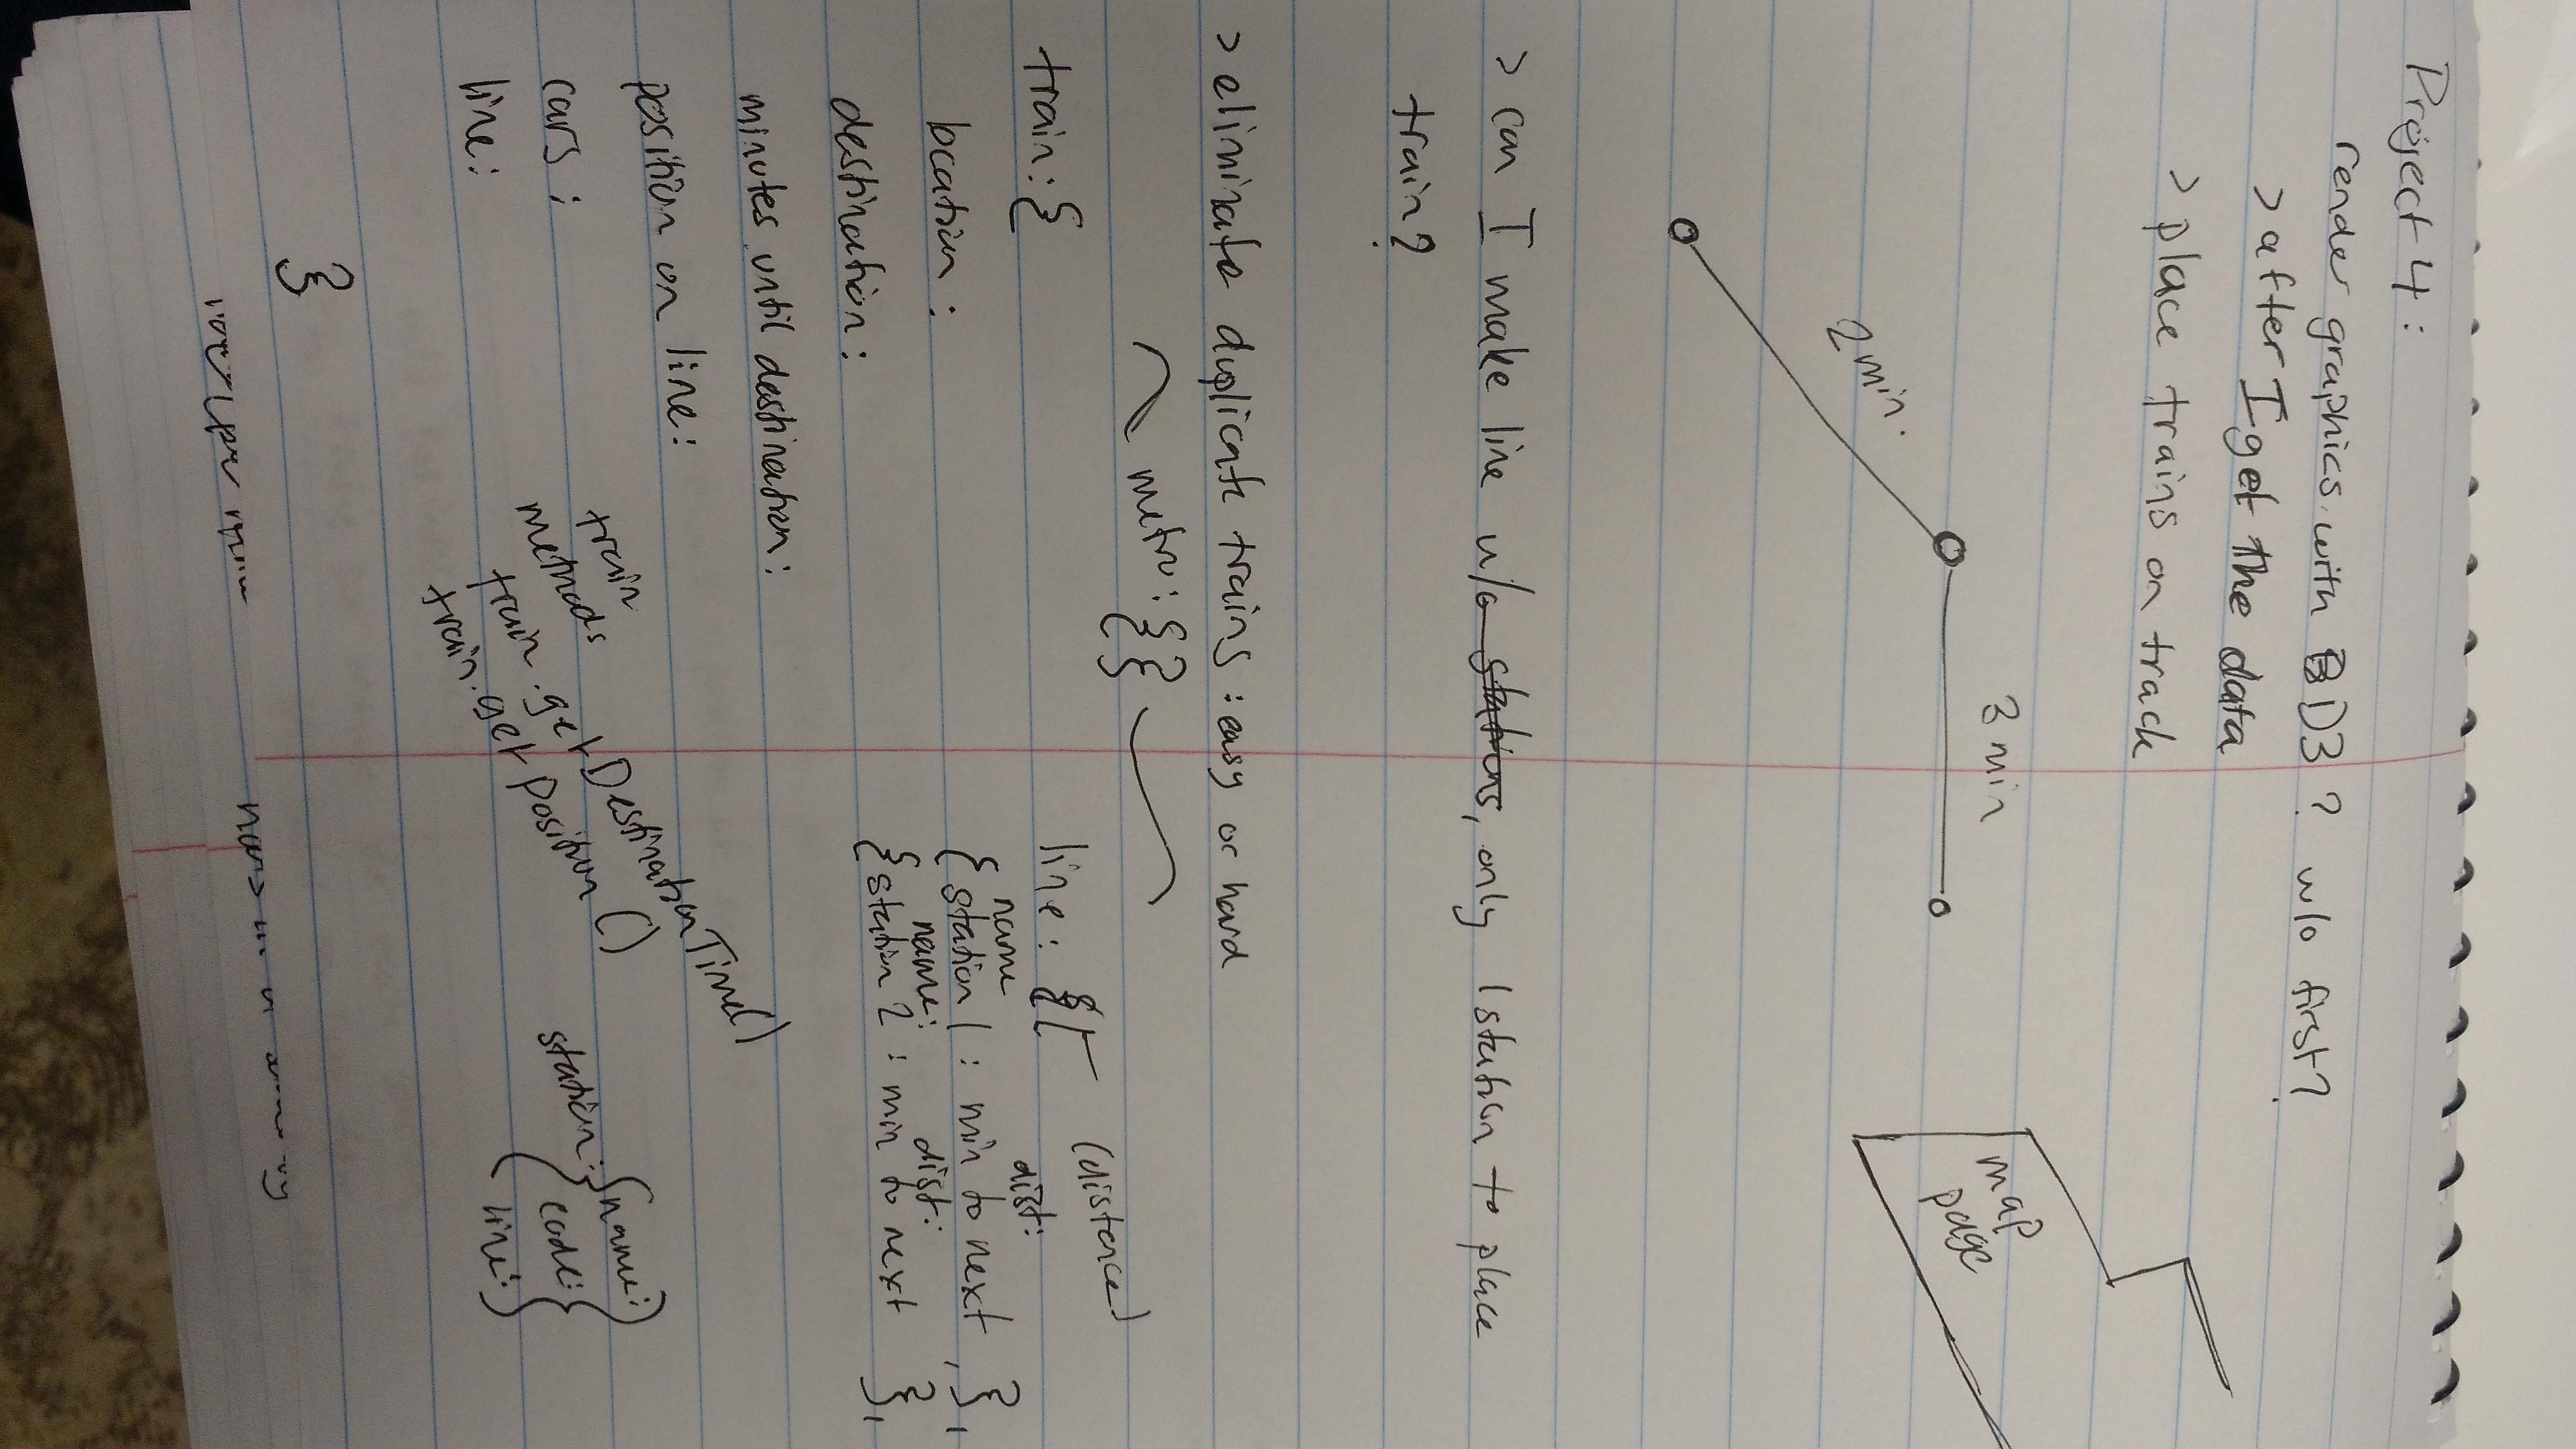 Project 4:
render graphics with D3? w/o first?
> after I get the data
> place trains on track
map
page
3 min
2 min.
> can I make line w/o stations, only 1 station to place
train?
> eliminate duplicate trains: easy or hard
metro: {}
train: {
location:
destination:
minutes until destination:
position on line:
cars:
line:
}
line: {[ (distance)
name dist:
{station 1: min to next , },
name: dist:
{station 2: min to next },
train
methods
train.getDestinationTime()
train.getPosition()
station: {name:
code:
line:}